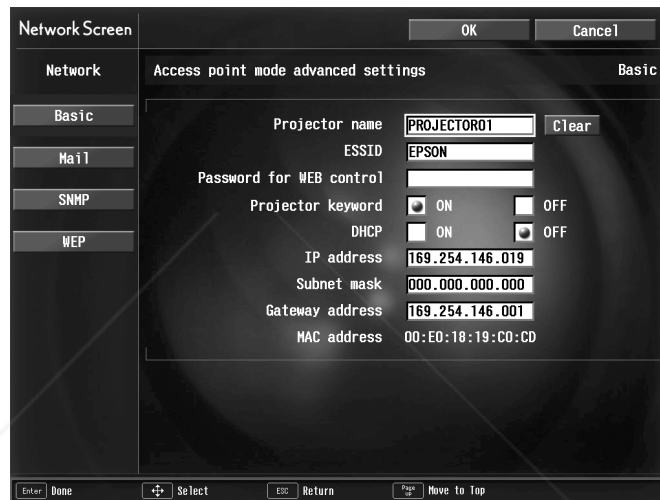 Network Screen OK Cancel
Network Access point mode advanced settings Basic
Basic Projector name PROJECTOR01 Clear
ESSID EPSON
Mail
Password for WEB control
SNMP Projector keyword ON OFF
DHCP ON OFF
WEP
IP address 169.254.146.019
Subnet mask 000.000.000.000
Gateway address 169.254.146.001
MAC address 00:E0:18:19:C0:CD
Enter Done Select ESC Return Page UP Move to Top